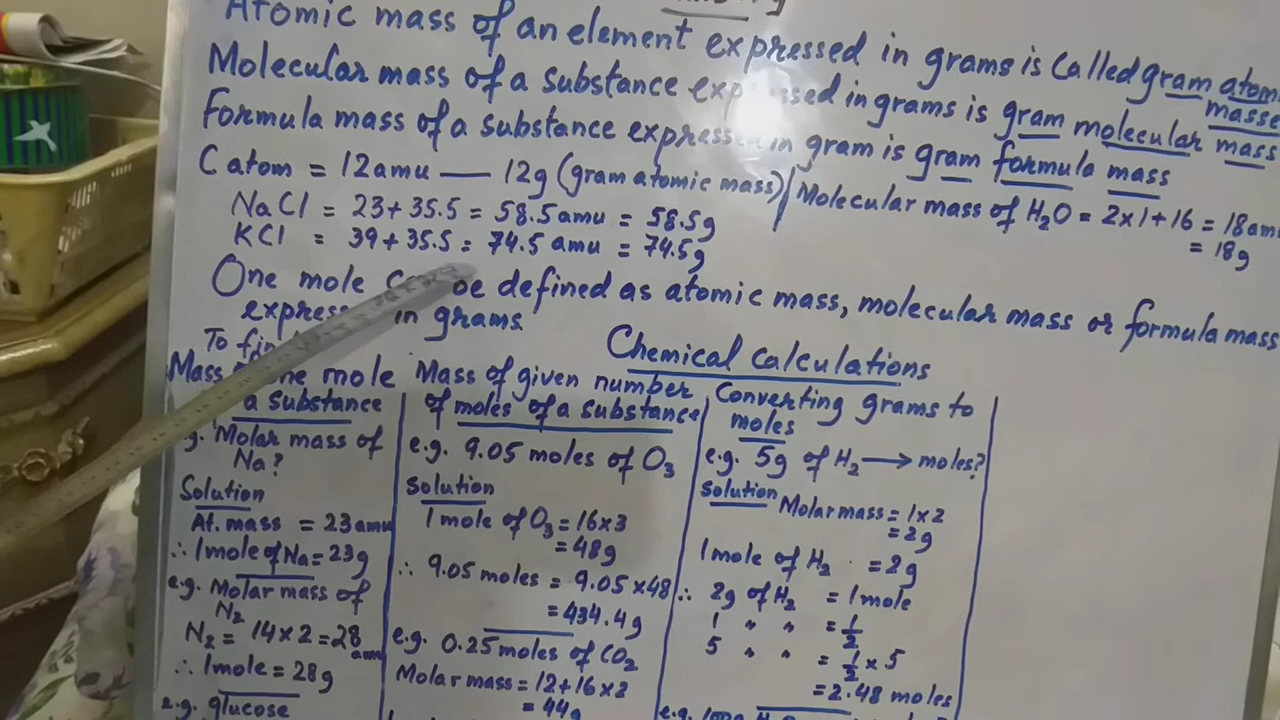 Atomic mass of an element expressed in grams is called gram atomic
masses
Molecular mass of a substance expressed in grams is gram molecular mass
Formula mass of a substance expressed in gram is gram formula mass
C atom = 12amu — 12g (gram atomic mass)
NaCl = 23+35.5 = 58.5amu = 58.5g
KCl = 39+35.5 = 74.5 amu = 74.5g
Molecular mass of H₂O = 2x1+16 = 18am
= 18g
One mole be defined as atomic mass, molecular mass or formula mass
in grams
To
Chemical calculations
Mass one mole
a substance
e.g. Molar mass of
Na?
Solution
At. mass = 23amu
∴ 1mole of Na = 23g
e.g. Molar mass of
N₂
N₂ = 14x2 = 28
amu
∴ 1mole = 28g
e.g. glucose
Mass of given number
of moles of a substance
e.g. 9.05 moles of O₃
Solution
1mole of O₃ = 16x3
= 48g
∴ 9.05 moles = 9.05x48
= 434.4g
e.g. 0.25moles of CO₂
Molar mass = 12+16x2
= 44g
Converting grams to
moles
e.g. 5g of H₂ → moles?
Solution Molar mass = 1x2
= 2g
1mole of H₂ = 2g
∴ 2g of H₂ = 1mole
1 " " = 1/2
5 " " = 1/2 x 5
= 2.48 moles
e.g.